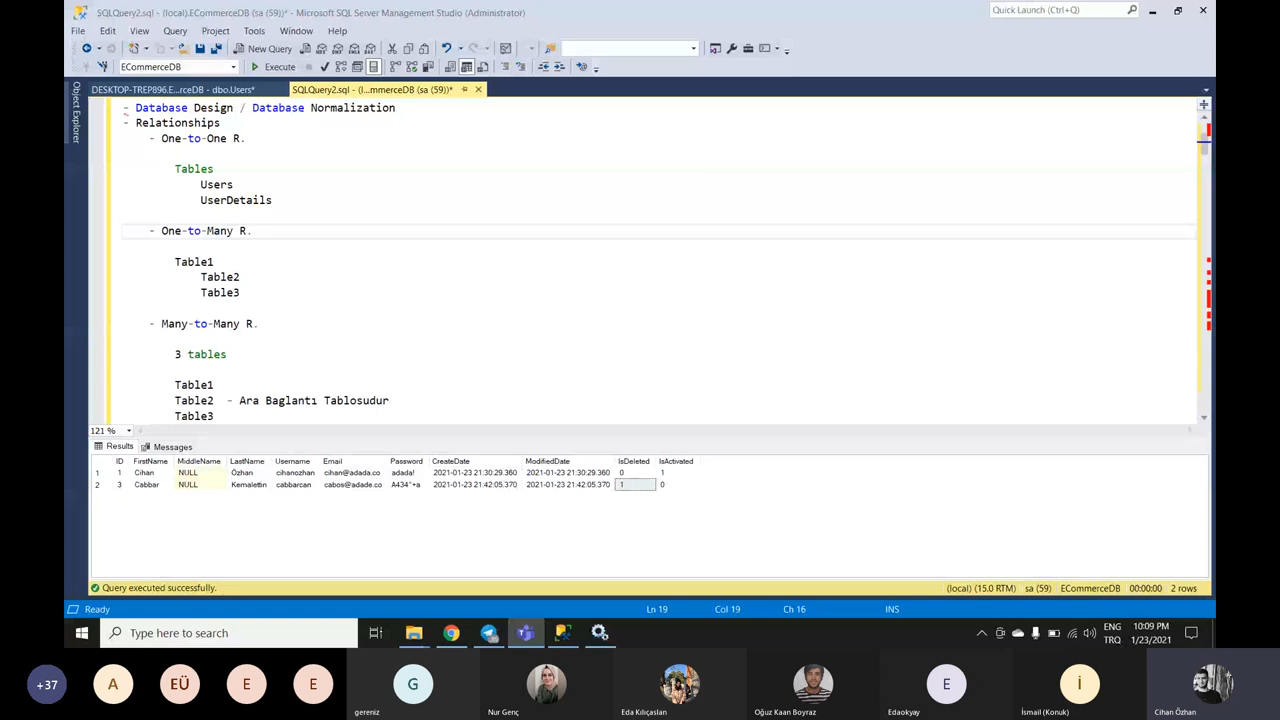 SQLQuery2.sql - (local).ECommerceDB (sa (59))* - Microsoft SQL Server Management Studio (Administrator)
Quick Launch (Ctrl+Q)
File Edit View Query Project Tools Window Help
New Query
ECommerceDB Execute
DESKTOP-TREP896.E...rceDB - dbo.Users* SQLQuery2.sql - (l...mmerceDB (sa (59))*
Object Explorer
- Database Design / Database Normalization
- Relationships
- One-to-One R.
Tables
Users
UserDetails
- One-to-Many R.
Table1
Table2
Table3
- Many-to-Many R.
3 tables
Table1
Table2 - Ara Baglantı Tablosudur
Table3
121 %
Results Messages
ID FirstName MiddleName LastName Username Email Password CreateDate ModifiedDate IsDeleted IsActivated
1 1 Cihan NULL Özhan cihanozhan cihan@adada.co adada! 2021-01-23 21:30:29.360 2021-01-23 21:30:29.360 0 1
2 3 Cabbar NULL Kemalettin cabbarcan cabos@adade.co A434^+a 2021-01-23 21:42:05.370 2021-01-23 21:42:05.370 1 0
Query executed successfully. (local) (15.0 RTM) sa (59) ECommerceDB 00:00:00 2 rows
Ready Ln 19 Col 19 Ch 16 INS
Type here to search
ENG
TRQ
10:09 PM
1/23/2021
+37 A EÜ E E G E İ
gereniz Nur Genç Eda Kılıçaslan Oğuz Kaan Boyraz Edaokyay İsmail (Konuk) Cihan Özhan